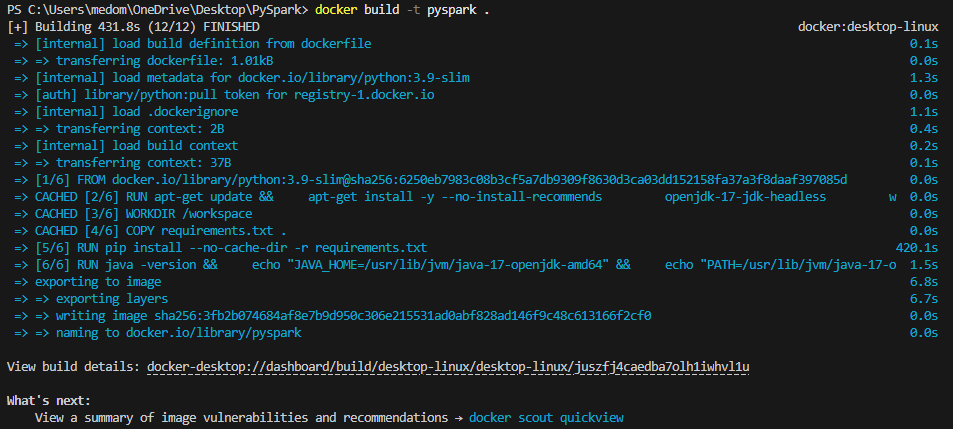 PS C:\Users\medom\OneDrive\Desktop\PySpark> docker build -t pyspark .
[+] Building 431.8s (12/12) FINISHED docker:desktop-linux
=> [internal] load build definition from dockerfile 0.1s
=> => transferring dockerfile: 1.01kB 0.0s
=> [internal] load metadata for docker.io/library/python:3.9-slim 1.3s
=> [auth] library/python:pull token for registry-1.docker.io 0.0s
=> [internal] load .dockerignore 1.1s
=> => transferring context: 2B 0.4s
=> [internal] load build context 0.2s
=> => transferring context: 37B 0.1s
=> [1/6] FROM docker.io/library/python:3.9-slim@sha256:6250eb7983c08b3cf5a7db9309f8630d3ca03dd152158fa37a3f8daaf397085d 0.0s
=> CACHED [2/6] RUN apt-get update && apt-get install -y --no-install-recommends openjdk-17-jdk-headless w 0.0s
=> CACHED [3/6] WORKDIR /workspace 0.0s
=> CACHED [4/6] COPY requirements.txt . 0.0s
=> [5/6] RUN pip install --no-cache-dir -r requirements.txt 420.1s
=> [6/6] RUN java -version && echo "JAVA_HOME=/usr/lib/jvm/java-17-openjdk-amd64" && echo "PATH=/usr/lib/jvm/java-17-o 1.5s
=> exporting to image 6.8s
=> => exporting layers 6.7s
=> => writing image sha256:3fb2b074684af8e7b9d950c306e215531ad0abf828ad146f9c48c613166f2cf0 0.0s
=> => naming to docker.io/library/pyspark 0.0s
View build details: docker-desktop://dashboard/build/desktop-linux/desktop-linux/juszfj4caedba7olh1iwhvl1u
What's next:
View a summary of image vulnerabilities and recommendations → docker scout quickview